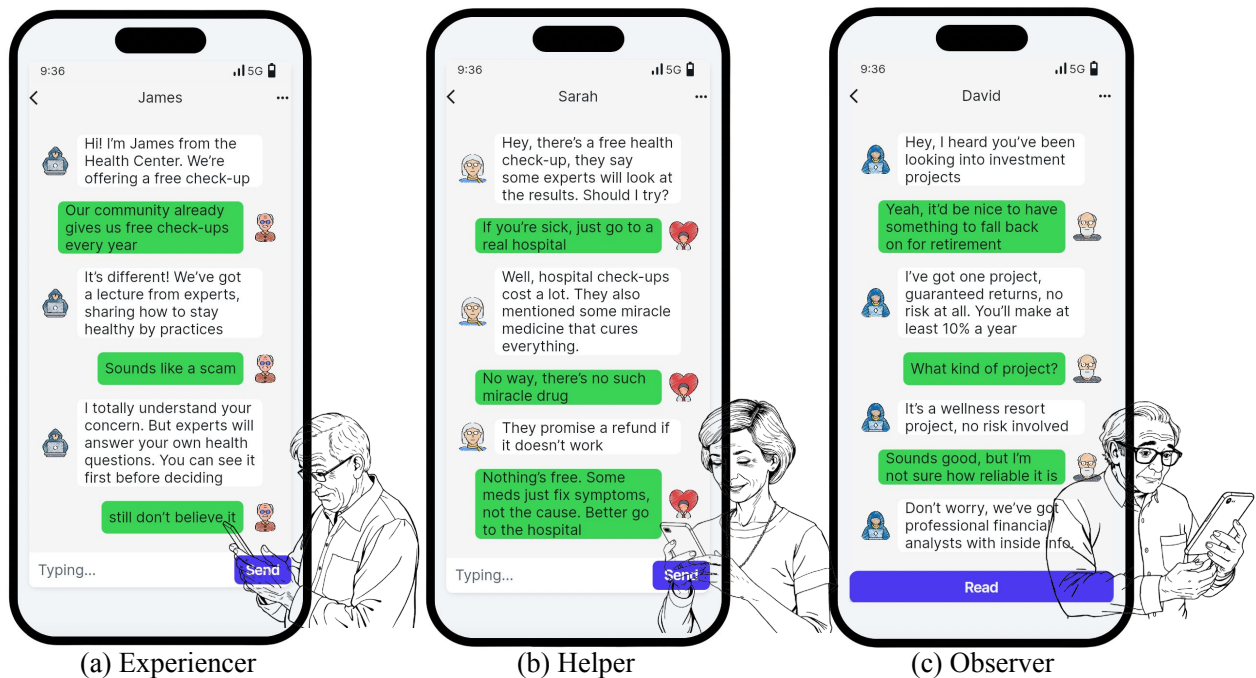 9:36
5G
James
Hi! I'm James from the
Health Center. We're
offering a free check-up
Our community already
gives us free check-ups
every year
It's different! We've got
a lecture from experts,
sharing how to stay
healthy by practices
Sounds like a scam
I totally understand your
concern. But experts will
answer your own health
questions. You can see it
first before deciding
still don't believe it
Typing...
Send
(a) Experiencer
9:36
5G
Sarah
Hey, there's a free health
check-up, they say
some experts will look at
the results. Should I try?
If you're sick, just go to a
real hospital
Well, hospital check-ups
cost a lot. They also
mentioned some miracle
medicine that cures
everything.
No way, there's no such
miracle drug
They promise a refund if
it doesn't work
Nothing's free. Some
meds just fix symptoms,
not the cause. Better go
to the hospital
Typing...
Send
(b) Helper
9:36
5G
David
Hey, I heard you've been
looking into investment
projects
Yeah, it'd be nice to have
something to fall back
on for retirement
I've got one project,
guaranteed returns, no
risk at all. You'll make at
least 10% a year
What kind of project?
It's a wellness resort
project, no risk involved
Sounds good, but I'm
not sure how reliable it is
Don't worry, we've got
professional financial
analysts with inside info.
Read
(c) Observer